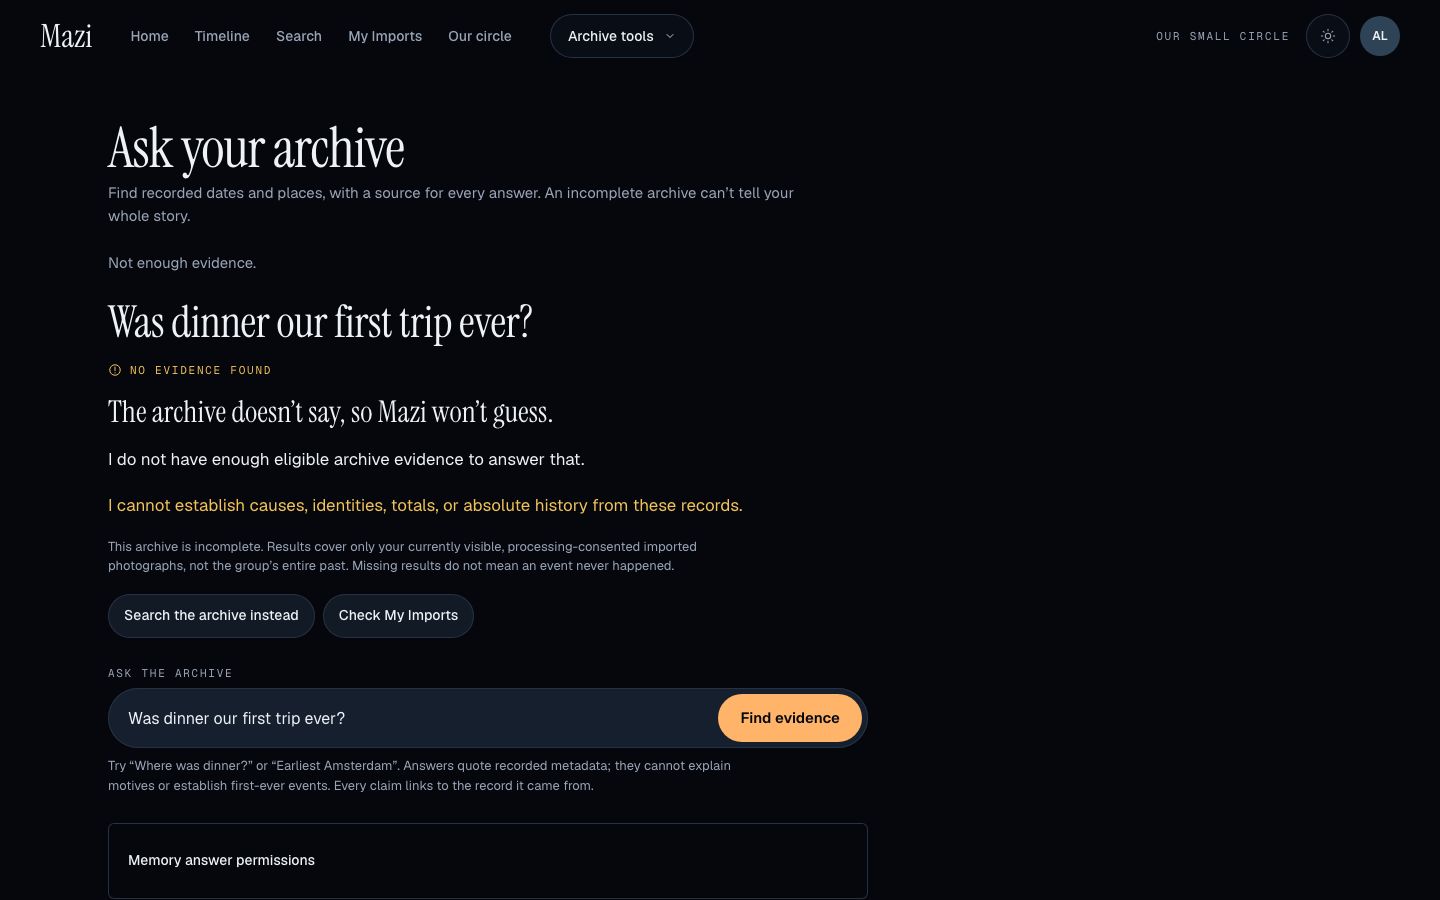 Mazi
Home
Timeline
Search
My Imports
Our circle
Archive tools
OUR SMALL CIRCLE
AL
Ask your archive
Find recorded dates and places, with a source for every answer. An incomplete archive can’t tell your
whole story.
Not enough evidence.
Was dinner our first trip ever?
NO EVIDENCE FOUND
The archive doesn’t say, so Mazi won’t guess.
I do not have enough eligible archive evidence to answer that.
I cannot establish causes, identities, totals, or absolute history from these records.
This archive is incomplete. Results cover only your currently visible, processing-consented imported
photographs, not the group’s entire past. Missing results do not mean an event never happened.
Search the archive instead
Check My Imports
ASK THE ARCHIVE
Was dinner our first trip ever?
Find evidence
Try “Where was dinner?” or “Earliest Amsterdam”. Answers quote recorded metadata; they cannot explain
motives or establish first-ever events. Every claim links to the record it came from.
Memory answer permissions